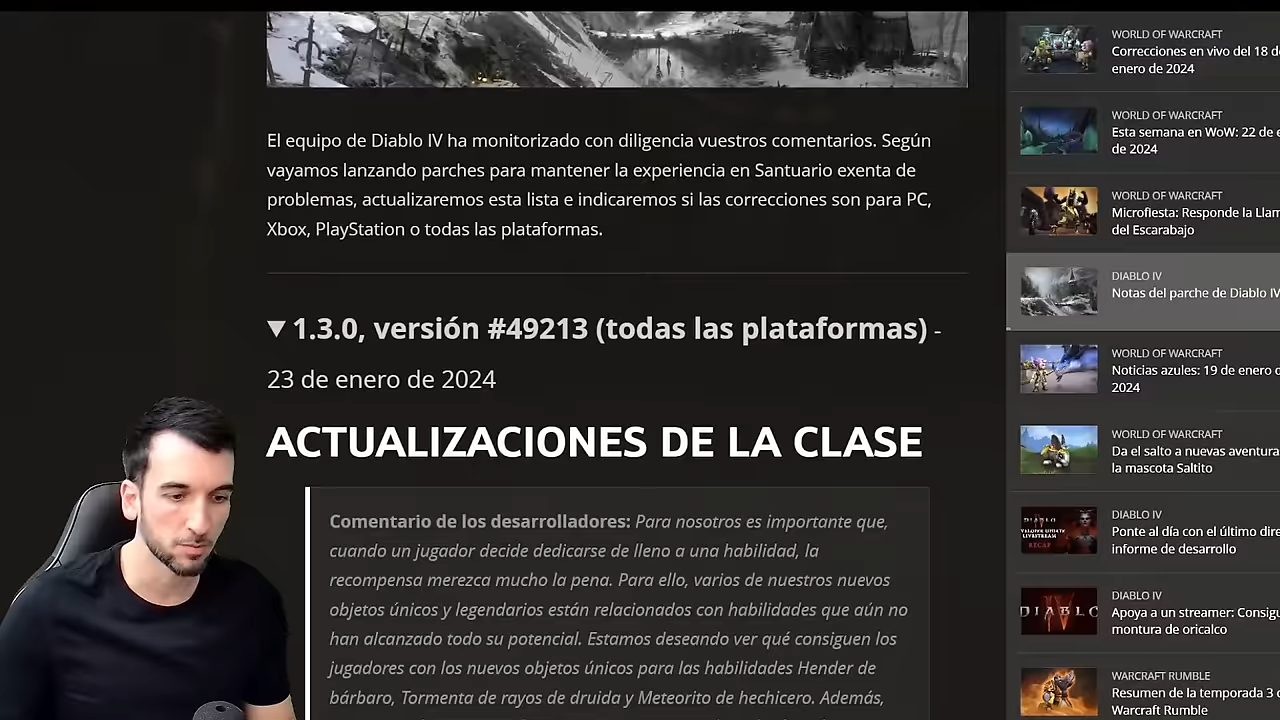 El equipo de Diablo IV ha monitorizado con diligencia vuestros comentarios. Según
vayamos lanzando parches para mantener la experiencia en Santuario exenta de
problemas, actualizaremos esta lista e indicaremos si las correcciones son para PC,
Xbox, PlayStation o todas las plataformas.
▼ 1.3.0, versión #49213 (todas las plataformas) -
23 de enero de 2024
ACTUALIZACIONES DE LA CLASE
Comentario de los desarrolladores: Para nosotros es importante que,
cuando un jugador decide dedicarse de lleno a una habilidad, la
recompensa merezca mucho la pena. Para ello, varios de nuestros nuevos
objetos únicos y legendarios están relacionados con habilidades que aún no
han alcanzado todo su potencial. Estamos deseando ver qué consiguen los
jugadores con los nuevos objetos únicos para las habilidades Hender de
bárbaro, Tormenta de rayos de druida y Meteorito de hechicero. Además,
WORLD OF WARCRAFT
Correcciones en vivo del 18 d
enero de 2024
WORLD OF WARCRAFT
Esta semana en WoW: 22 de e
de 2024
WORLD OF WARCRAFT
Microfiesta: Responde la Llam
del Escarabajo
DIABLO IV
Notas del parche de Diablo IV
WORLD OF WARCRAFT
Noticias azules: 19 de enero d
2024
WORLD OF WARCRAFT
Da el salto a nuevas aventura
la mascota Saltito
DIABLO IV
Ponte al día con el último dire
informe de desarrollo
DIABLO IV
Apoya a un streamer: Consigu
montura de oricalco
WARCRAFT RUMBLE
Resumen de la temporada 3 d
Warcraft Rumble
DIABLO
LIVESTREAM
RECAP
DIABLO